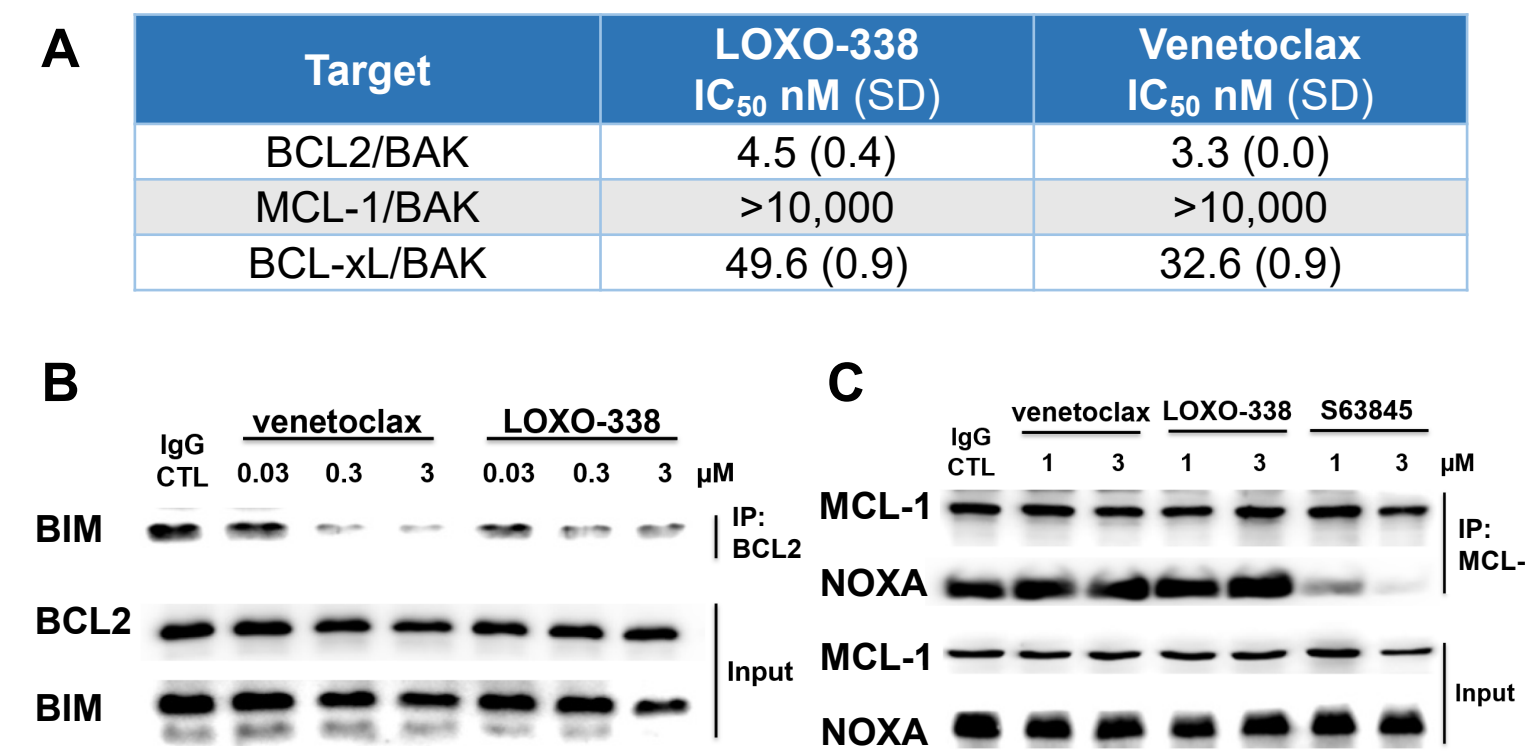 A
Target
LOXO-338
IC₅₀ nM (SD)
Venetoclax
IC₅₀ nM (SD)
BCL2/BAK 4.5 (0.4) 3.3 (0.0)
MCL-1/BAK >10,000 >10,000
BCL-xL/BAK 49.6 (0.9) 32.6 (0.9)
B
venetoclax LOXO-338
IgG
CTL 0.03 0.3 3 0.03 0.3 3 μM
BIM
IP:
BCL2
BCL2
BIM
Input
C
venetoclax LOXO-338 S63845
IgG
CTL 1 3 1 3 1 3 μM
MCL-1
NOXA
IP:
MCL-
MCL-1
NOXA
Input